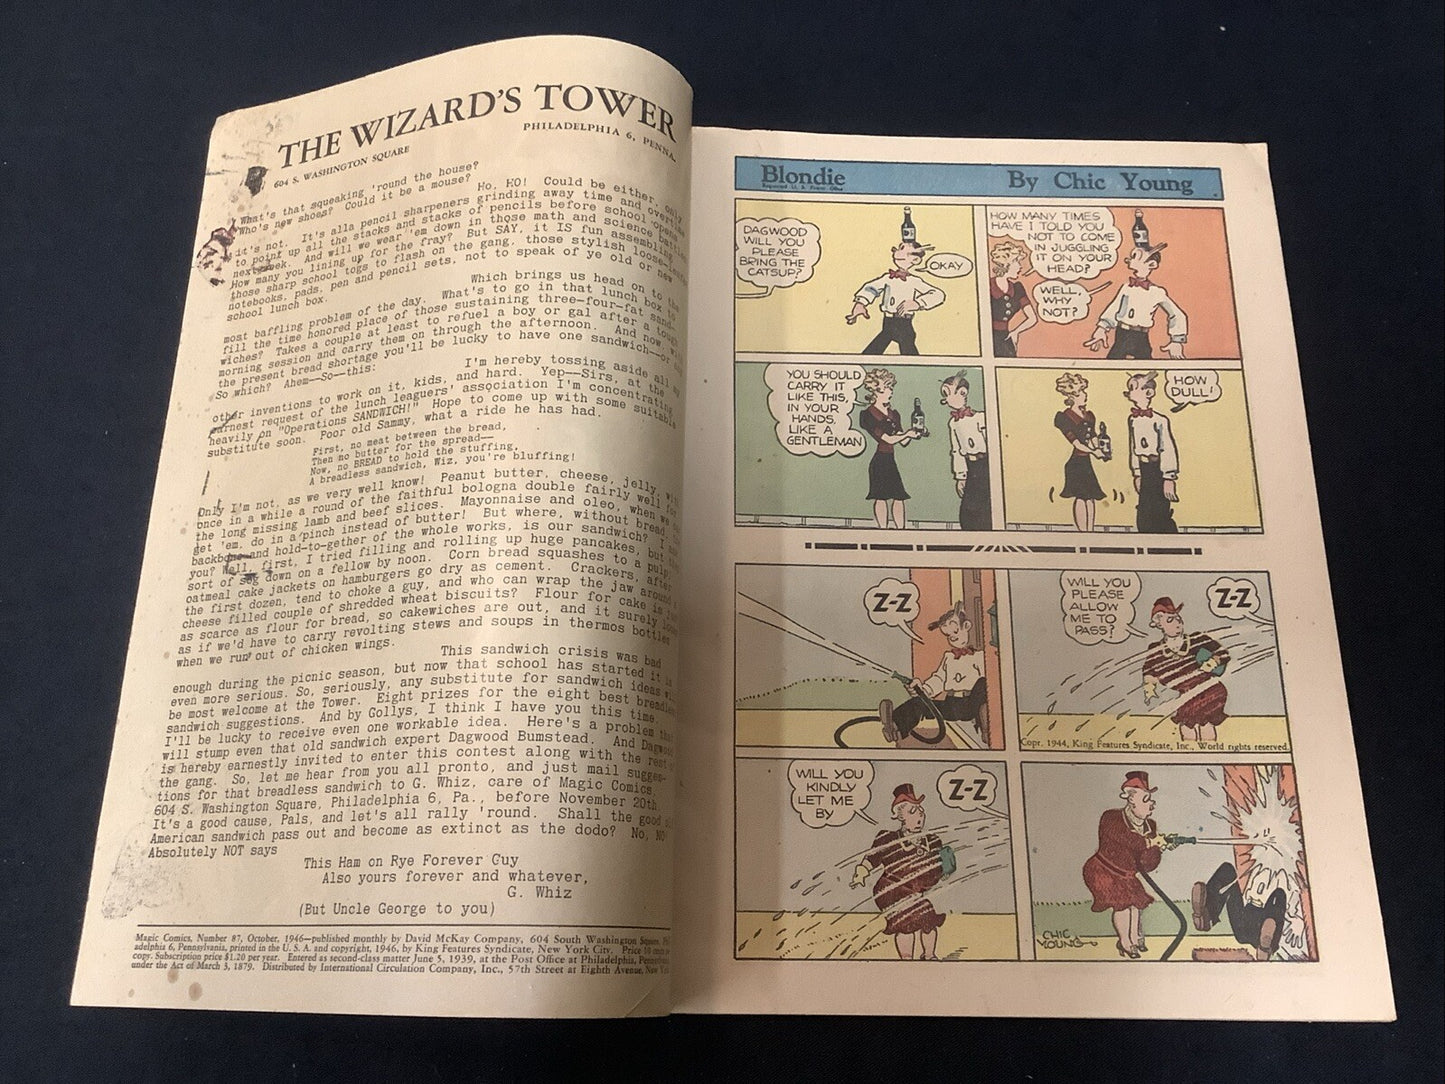 THE WIZARD'S TOWER
604 S. WASHINGTON SQUARE
PHILADELPHIA 6, PENNA.
What's that squeaking 'round the house?
Who's new shoes? Could it be a mouse?
Ho, HO! Could be either, only
it's not. It's alla pencil sharpeners grinding away time and overtime
to point up all the stacks and stacks of pencils before school opens
next week. And will we wear 'em down in those math and science battles
How many you lining up for the fray? But SAY, it IS fun assembling
those sharp school togs to flash on the gang, those stylish loose-leafed
notebooks, pads, pen and pencil sets, not to speak of ye old or new
school lunch box.
Which brings us head on to the
most baffling problem of the day. What's to go in that lunch box to
fill the time honored place of those sustaining three-four-fat sand-
wiches? Takes a couple at least to refuel a boy or gal after a tough
morning session and carry them on through the afternoon. And now, with
the present bread shortage you'll be lucky to have one sandwich—or
So which? Ahem—So—this:
I'm hereby tossing aside all my
other inventions to work on it, kids, and hard. Yep—Sirs, at the
earnest request of the lunch leaguers' association I'm concentrating
heavily on "Operations SANDWICH!" Hope to come up with some suitable
substitute soon. Poor old Sammy, what a ride he has had.
First, no meat between the bread,
Then no butter for the spread—
Now, no BREAD to hold the stuffing,
A breadless sandwich, Wiz, you're bluffing!
Only I'm not, as we very well know! Peanut butter, cheese, jelly, with
once in a while a round of the faithful bologna double fairly well for
the long missing lamb and beef slices. Mayonnaise and oleo, when we can
get 'em, do in a pinch instead of butter! But where, without bread, the
backbone and hold-to-gether of the whole works, is our sandwich? I ask
you? Well, first, I tried filling and rolling up huge pancakes, but
sort of sog down on a fellow by noon. Corn bread squashes to a pulp,
oatmeal cake jackets on hamburgers go dry as cement. Crackers, after
the first dozen, tend to choke a guy, and who can wrap the jaw around a
cheese filled couple of shredded wheat biscuits? Flour for cake is
as scarce as flour for bread, so cakewiches are out, and it surely looks
as if we'd have to carry revolting stews and soups in thermos bottles
when we run out of chicken wings.
This sandwich crisis was bad
enough during the picnic season, but now that school has started it is
even more serious. So, seriously, any substitute for sandwich ideas will
be most welcome at the Tower. Eight prizes for the eight best breadless
sandwich suggestions. And by Gollys, I think I have you this time.
I'll be lucky to receive even one workable idea. Here's a problem that
will stump even that old sandwich expert Dagwood Bumstead. And Dagwood
is hereby earnestly invited to enter this contest along with the rest of
the gang. So, let me hear from you all pronto, and just mail sugges-
tions for that breadless sandwich to G. Whiz, care of Magic Comics,
604 S. Washington Square, Philadelphia 6, Pa., before November 20th.
It's a good cause, Pals, and let's all rally 'round. Shall the good old
American sandwich pass out and become as extinct as the dodo? No, NO
Absolutely NOT says
This Ham on Rye Forever Guy
Also yours forever and whatever,
G. Whiz
(But Uncle George to you)
Magic Comics, Number 87, October, 1946—published monthly by David McKay Company, 604 South Washington Square, Phil-
adelphia 6, Pennsylvania, printed in the U. S. A. and copyright, 1946, by King Features Syndicate, New York City. Price 10 cents a
copy. Subscription price $1.20 per year. Entered as second-class matter June 5, 1939, at the Post Office at Philadelphia, Pennsylvania
under the Act of March 3, 1879. Distributed by International Circulation Company, Inc., 57th Street at Eighth Avenue, New York
Blondie
Registered U. S. Patent Office
By Chic Young
DAGWOOD
WILL YOU
PLEASE
BRING THE
CATSUP?
OKAY
HOW MANY TIMES
HAVE I TOLD YOU
NOT TO COME
IN JUGGLING
IT ON YOUR
HEAD?
WELL,
WHY
NOT?
YOU SHOULD
CARRY IT
LIKE THIS,
IN YOUR
HANDS,
LIKE A
GENTLEMAN
HOW
DULL!
Z-Z
WILL YOU
PLEASE
ALLOW
ME TO
PASS?
Z-Z
Copr. 1944, King Features Syndicate, Inc., World rights reserved.
WILL YOU
KINDLY
LET ME
BY
Z-Z
CHIC
YOUNG